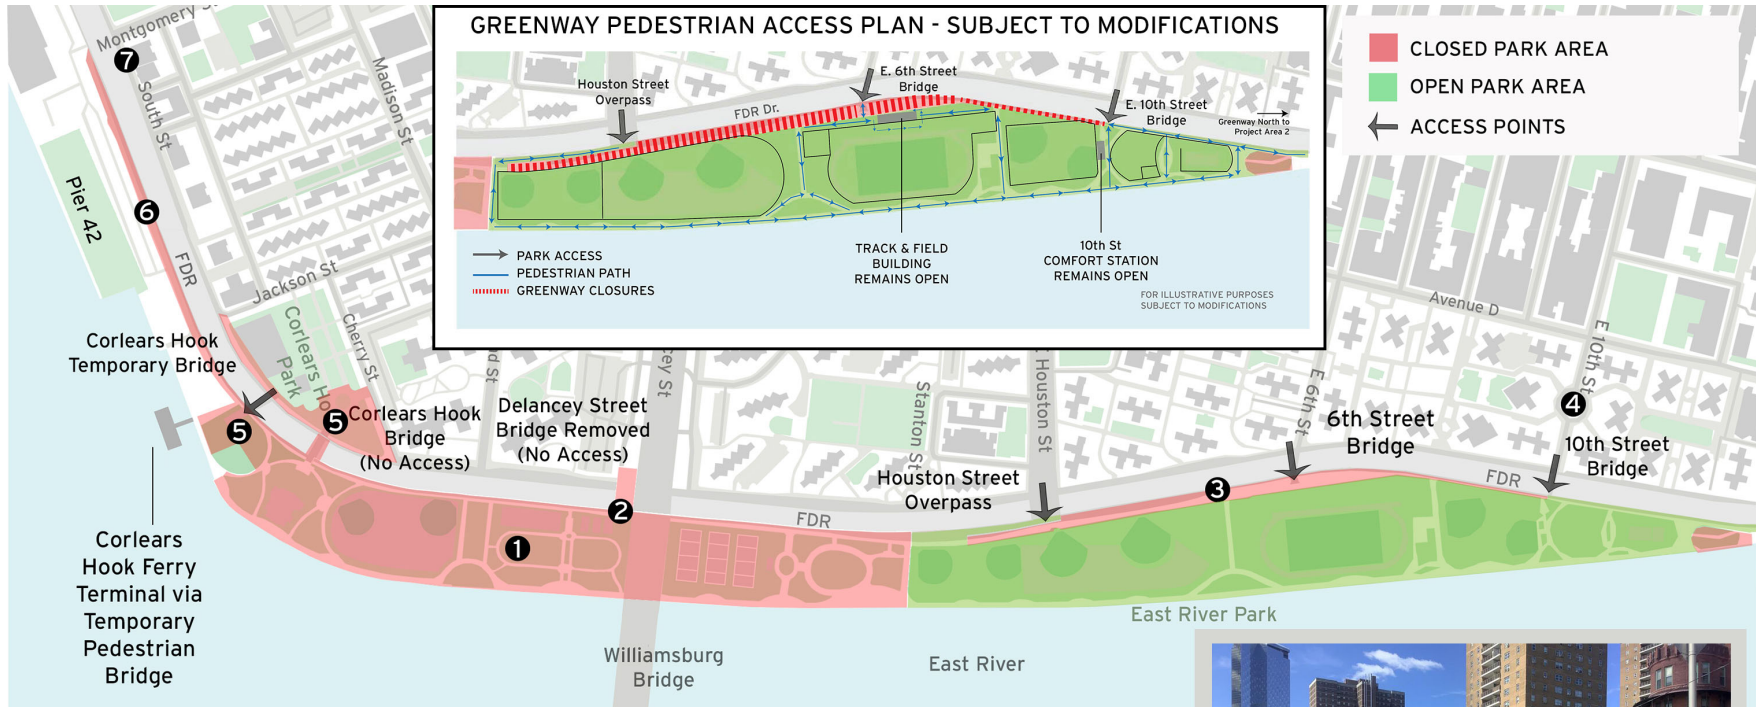 GREENWAY PEDESTRIAN ACCESS PLAN - SUBJECT TO MODIFICATIONS
Houston Street
Overpass
FDR Dr.
E. 6th Street
Bridge
E. 10th Street
Bridge
Greenway North to
Project Area 2
PARK ACCESS
PEDESTRIAN PATH
GREENWAY CLOSURES
TRACK & FIELD
BUILDING
REMAINS OPEN
10th St
COMFORT STATION
REMAINS OPEN
FOR ILLUSTRATIVE PURPOSES
SUBJECT TO MODIFICATIONS
CLOSED PARK AREA
OPEN PARK AREA
ACCESS POINTS
Montgomery S
7
South St
Madison St
Pier 42
6
FDR
Jackson St
Corlears Ho
Park
Cherry St
Corlears Hook
Temporary Bridge
5
5
Corlears Hook
Bridge
(No Access)
Delancey Street
Bridge Removed
(No Access)
d St
cey St
2
1
FDR
Stanton St
Houston St
Houston Street
Overpass
3
E 6th St
6th Street
Bridge
Avenue D
E 10th St
4
10th Street
Bridge
FDR
Corlears
Hook Ferry
Terminal via
Temporary
Pedestrian
Bridge
Williamsburg
Bridge
East River
East River Park